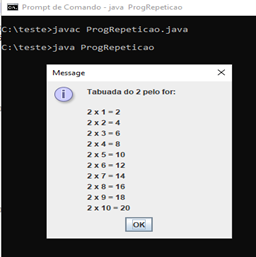 Prompt de Comando - java ProgRepeticao
C:\teste>javac ProgRepeticao.java
C:\teste>java ProgRepeticao
Message
Tabuada do 2 pelo for:
2 x 1 = 2
2 x 2 = 4
2 x 3 = 6
2 x 4 = 8
2 x 5 = 10
2 x 6 = 12
2 x 7 = 14
2 x 8 = 16
2 x 9 = 18
2 x 10 = 20
OK